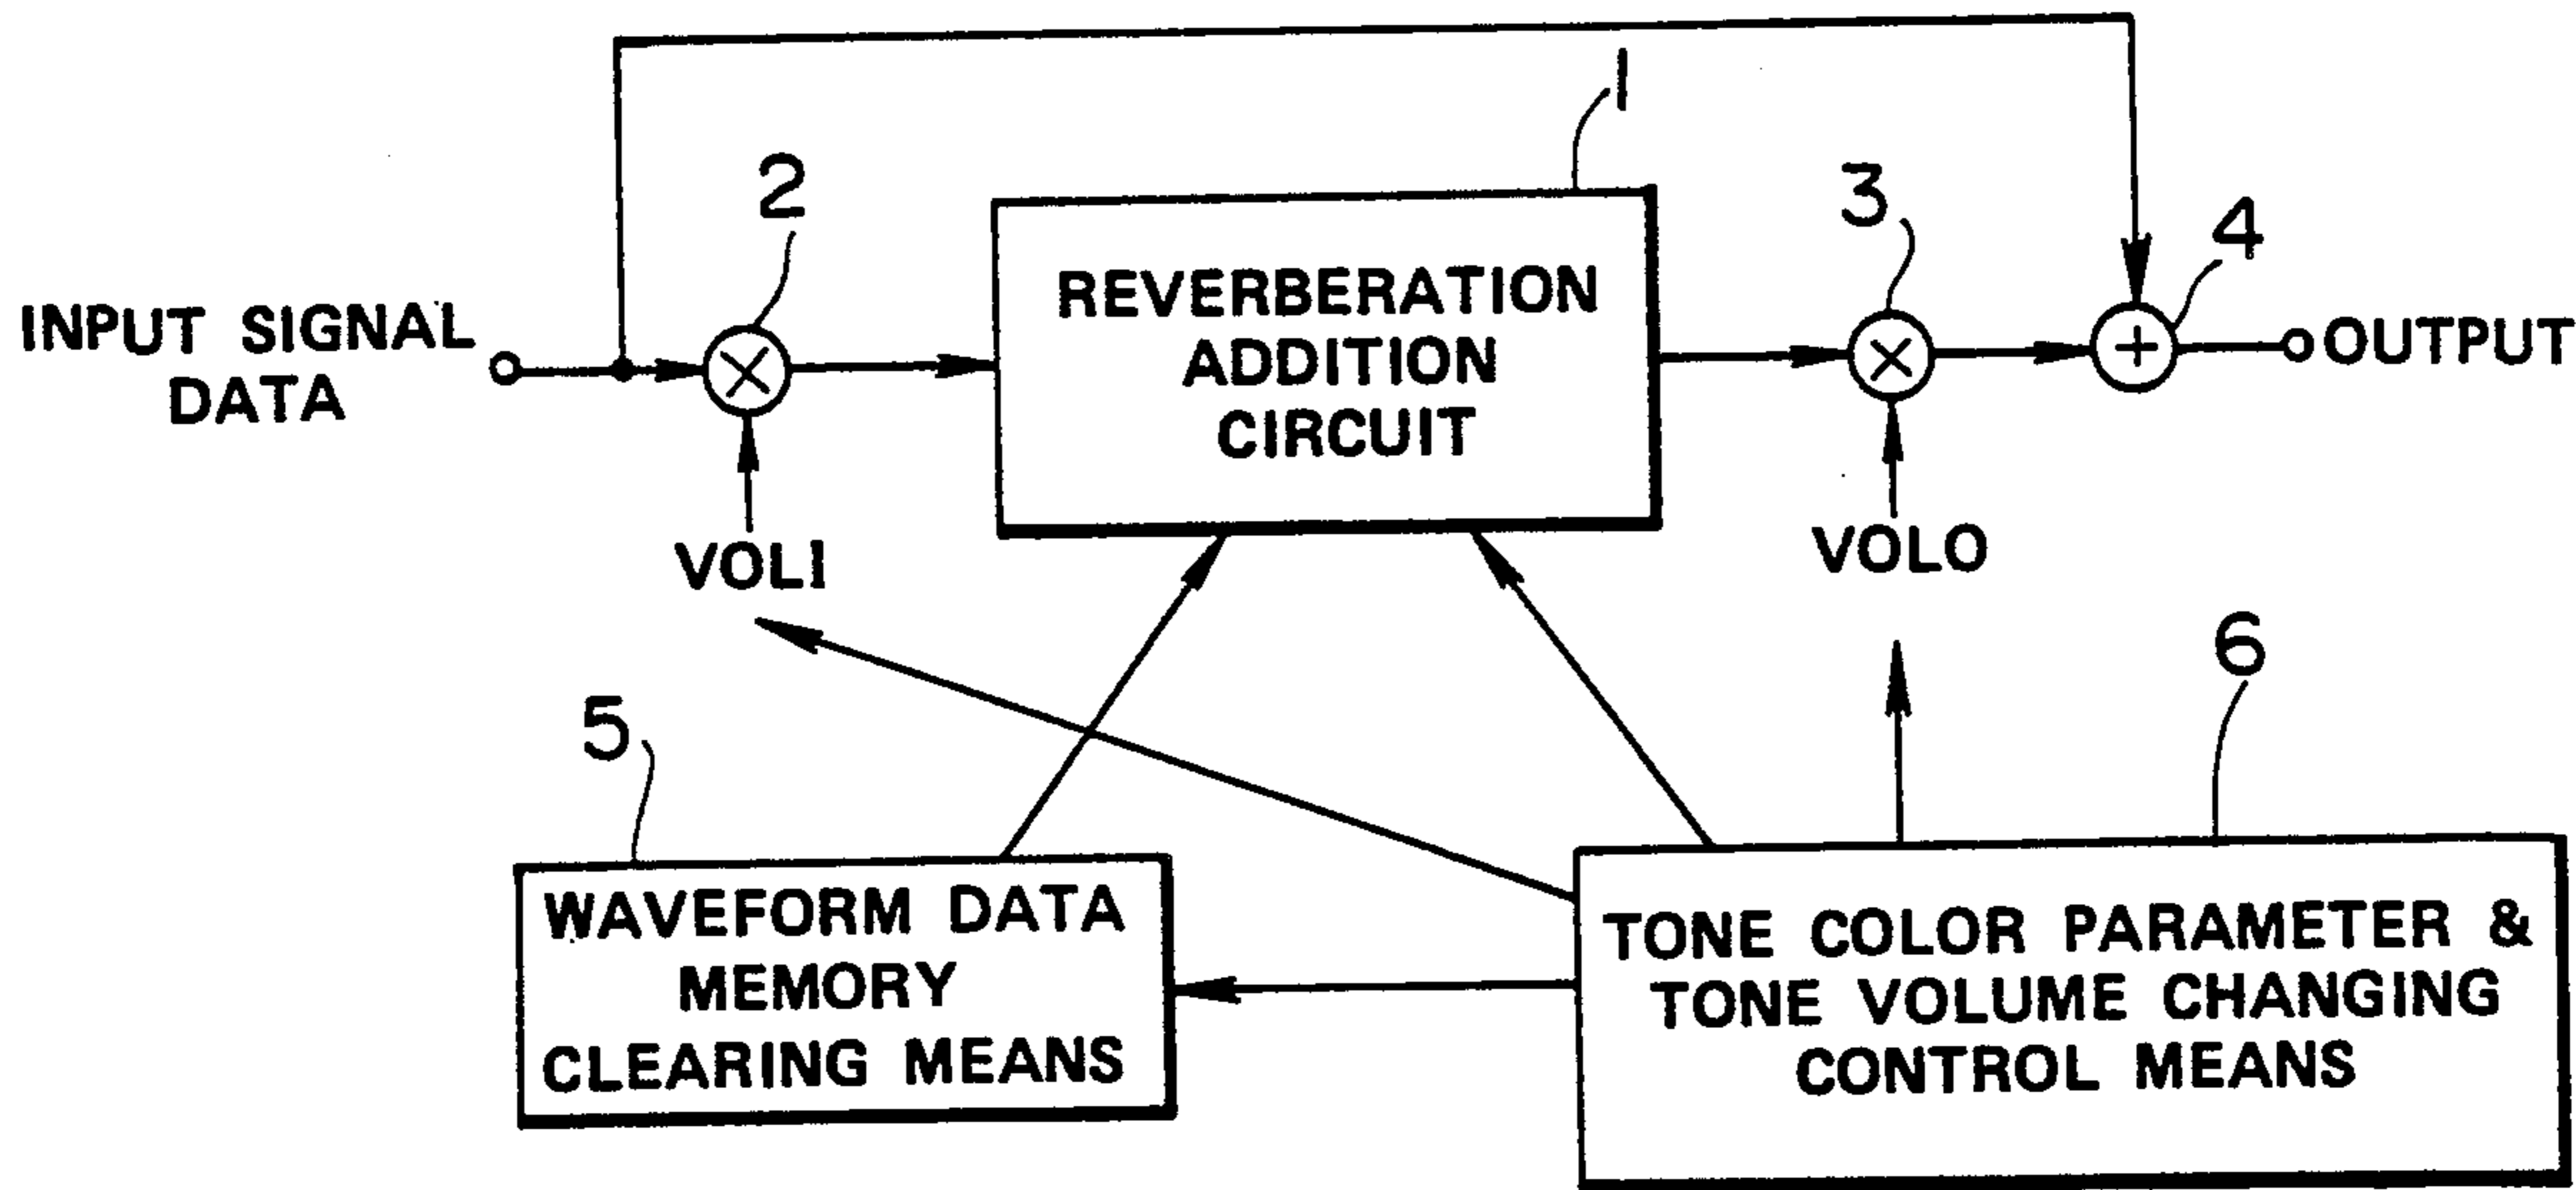 1
2
3
4
INPUT SIGNAL
DATA
REVERBERATION
ADDITION
CIRCUIT
OUTPUT
VOLI
VOLO
5
6
WAVEFORM DATA
MEMORY
CLEARING MEANS
TONE COLOR PARAMETER &
TONE VOLUME CHANGING
CONTROL MEANS